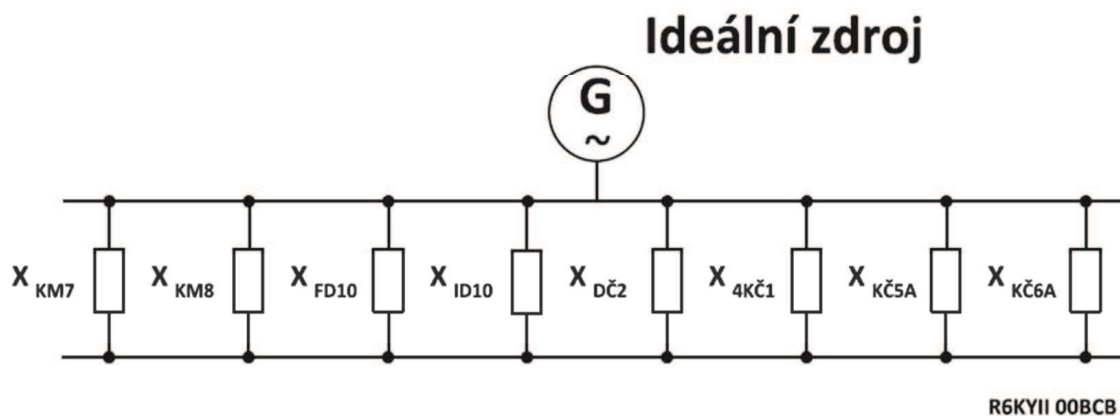 Ideální zdroj
G
~
X KM7
X KM8
X FD10
X ID10
X DČ2
X 4KČ1
X KČ5A
X KČ6A
R6KYII 00BCB